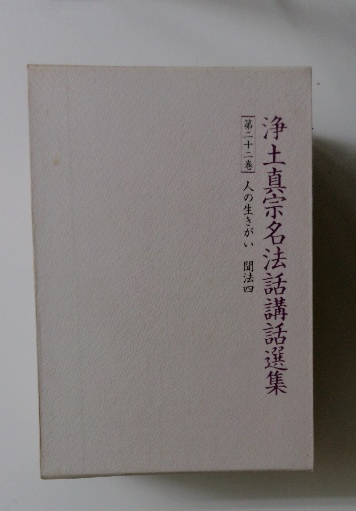 浄土真宗名法話講話選集
第二十二巻 人の生きがい 聞法四